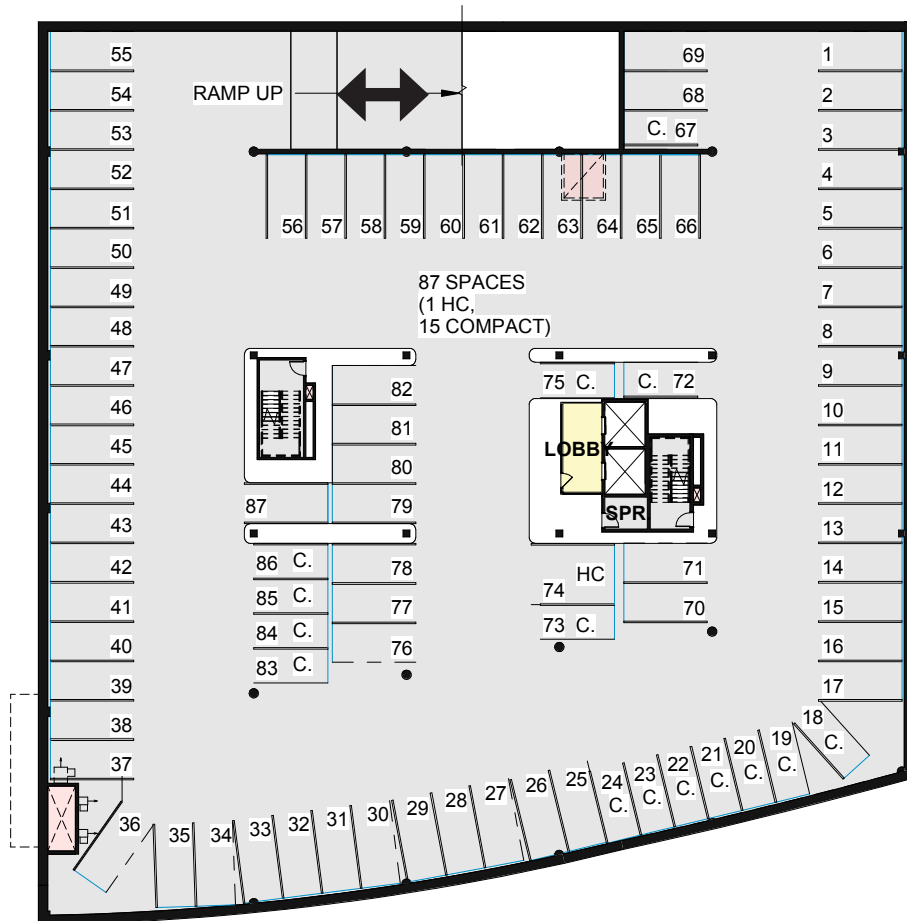 55
69
1
RAMP UP
54
68
2
53
C. 67
3
52
4
51
56 57 58 59 60 61 62 63 64 65 66
5
50
6
49
87 SPACES
(1 HC,
15 COMPACT)
7
48
8
47
82
75 C.
C. 72
9
46
81
10
45
80
LOBBY
11
44
12
87
79
SPR
43
13
86 C.
78
HC
71
42
14
85 C.
77
74
70
41
15
84 C.
76
73 C.
40
16
83 C.
39
17
38
18
C.
37
19
C.
20
C.
21
C.
22
C.
23
C.
24
C.
25
26
27
28
29
30
31
32
33
34
35
36